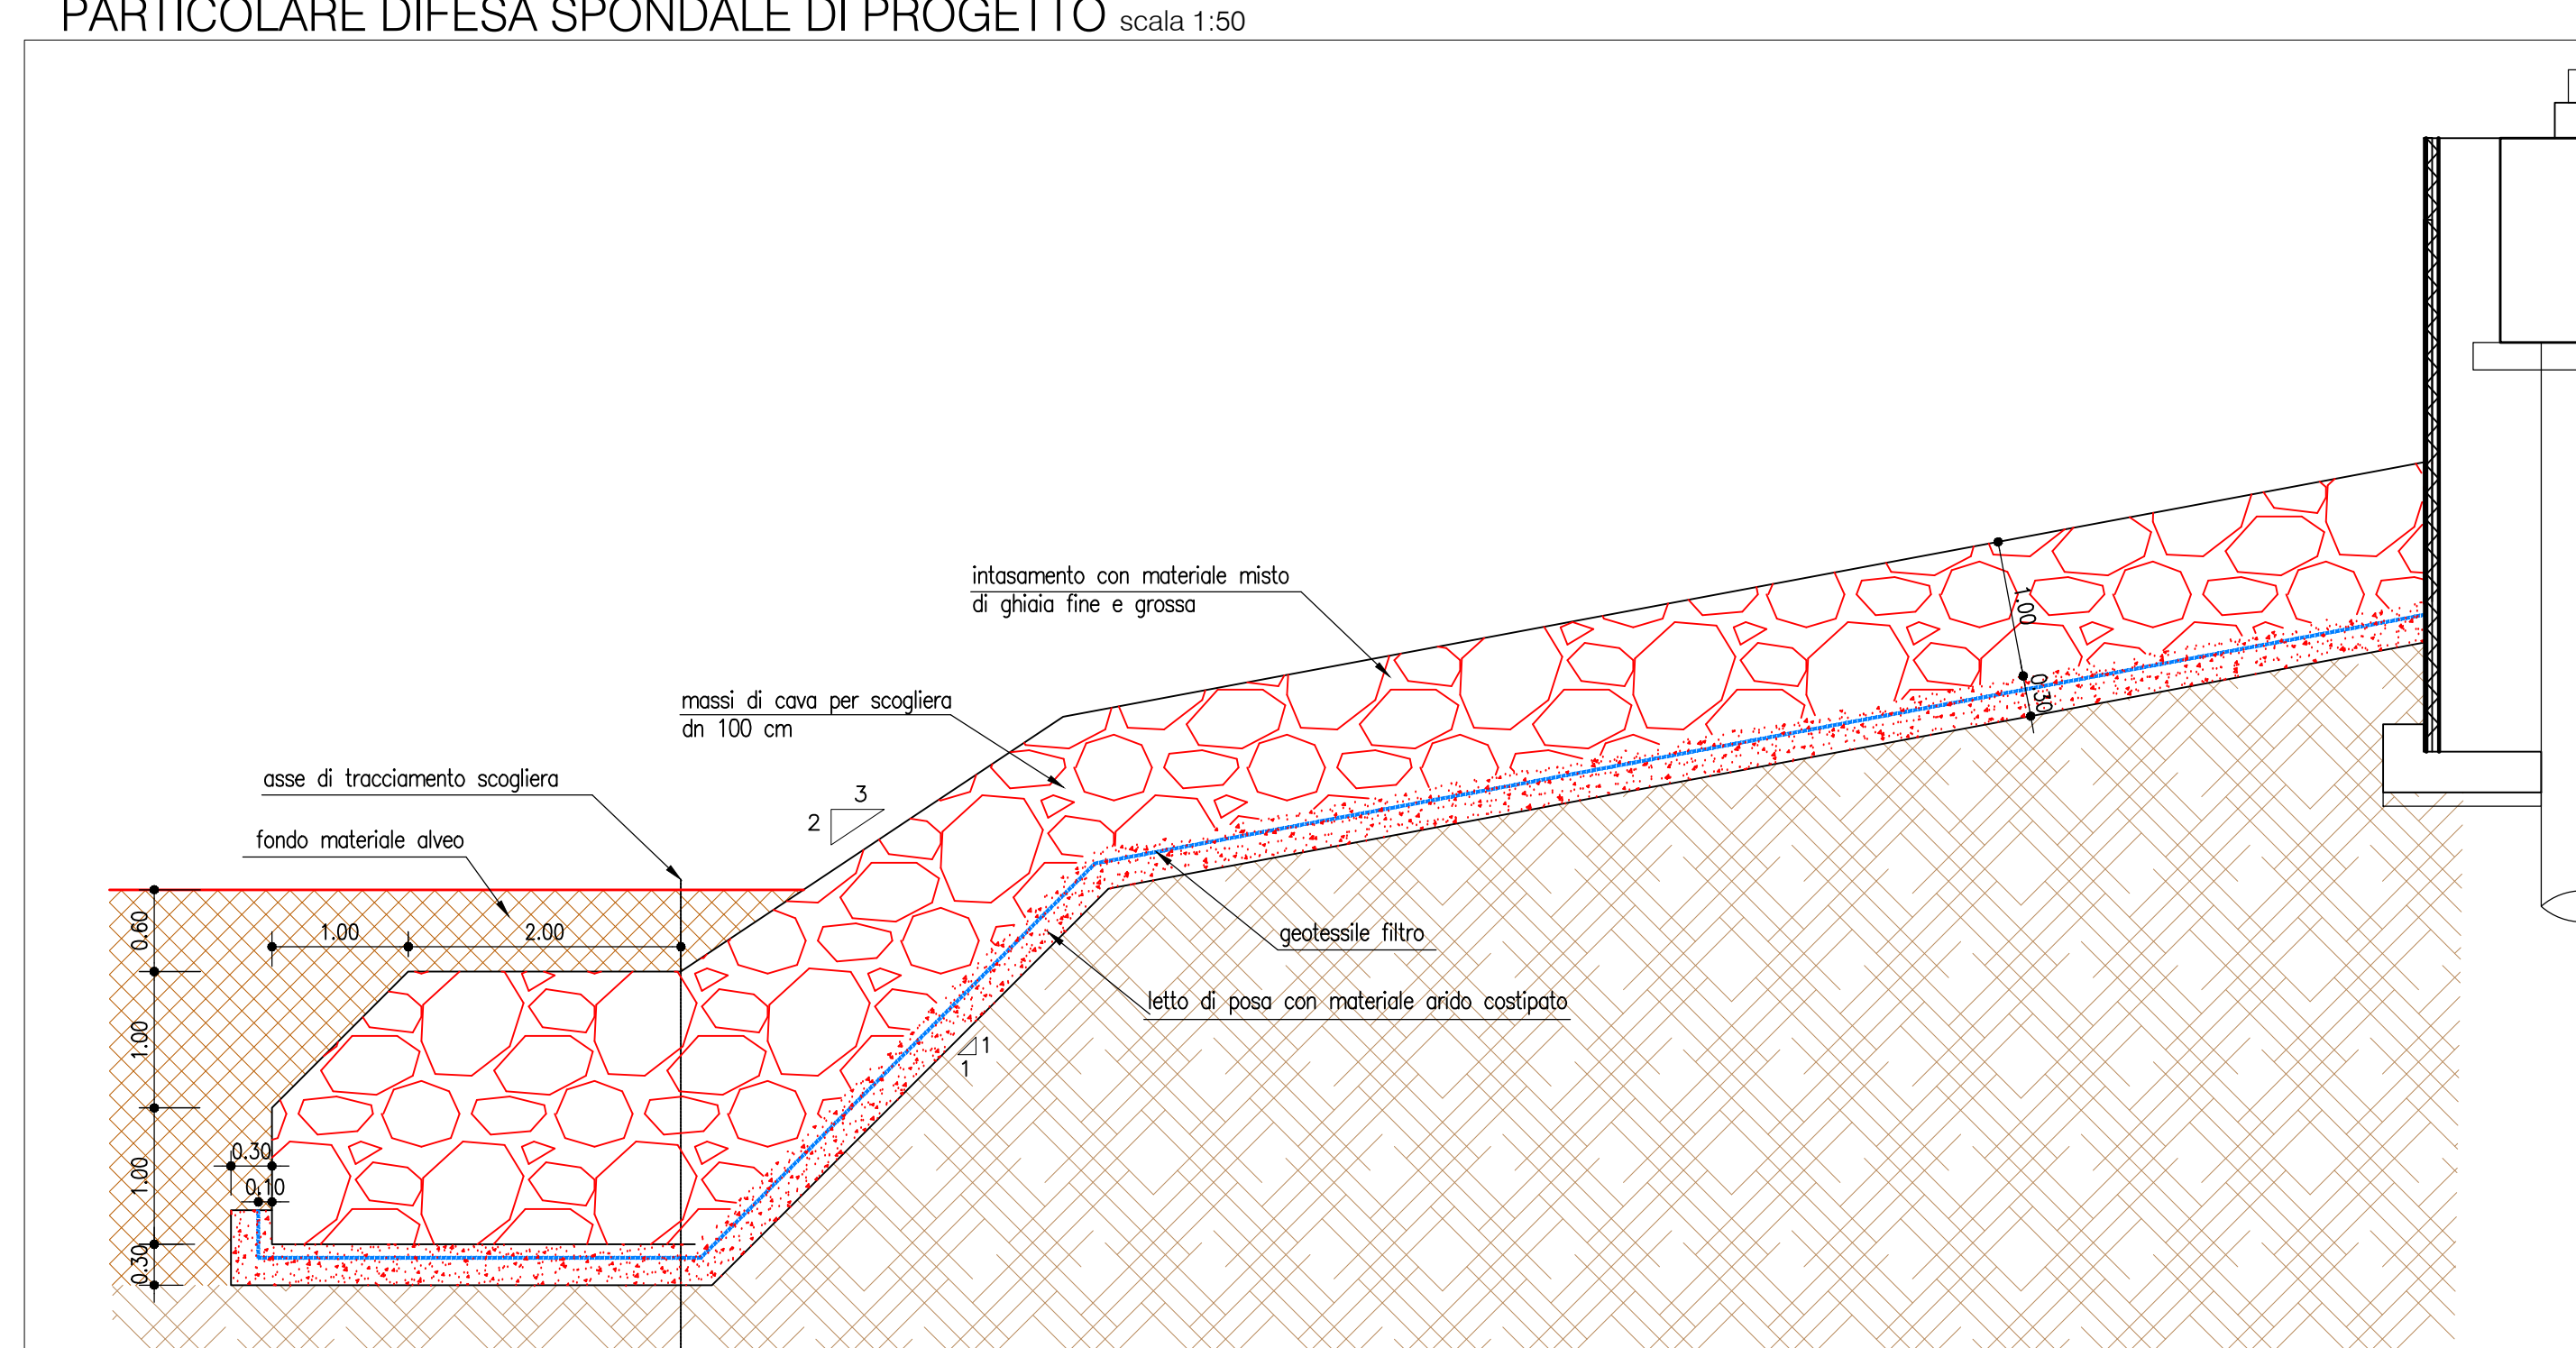 PARTICOLARE DIFESA SPONDALE DI PROGETTO scala 1:50
intasamento con materiale misto
di ghiaia fine e grossa
1.00
0.30
massi di cava per scogliera
dn 100 cm
asse di tracciamento scogliera
3
2
fondo materiale alveo
0.60
1.00
2.00
geotessile filtro
letto di posa con materiale arido costipato
1.00
1
1
0.30
1.00
0.10
0.30